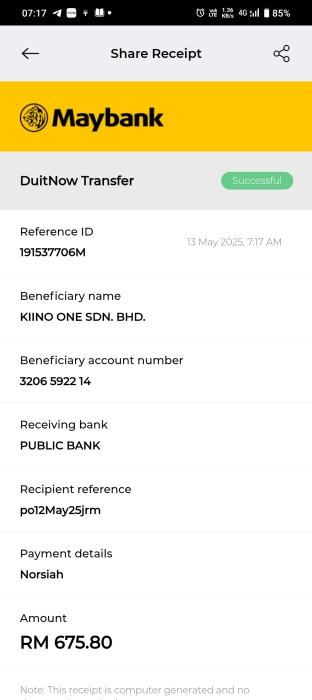 07:17
VoLTE 1.36 KB/s 4G 85%
Share Receipt
Maybank
DuitNow Transfer Successful
Reference ID
13 May 2025, 7:17 AM
191537706M
Beneficiary name
KIINO ONE SDN. BHD.
Beneficiary account number
3206 5922 14
Receiving bank
PUBLIC BANK
Recipient reference
po12May25jrm
Payment details
Norsiah
Amount
RM 675.80
Note: This receipt is computer generated and no